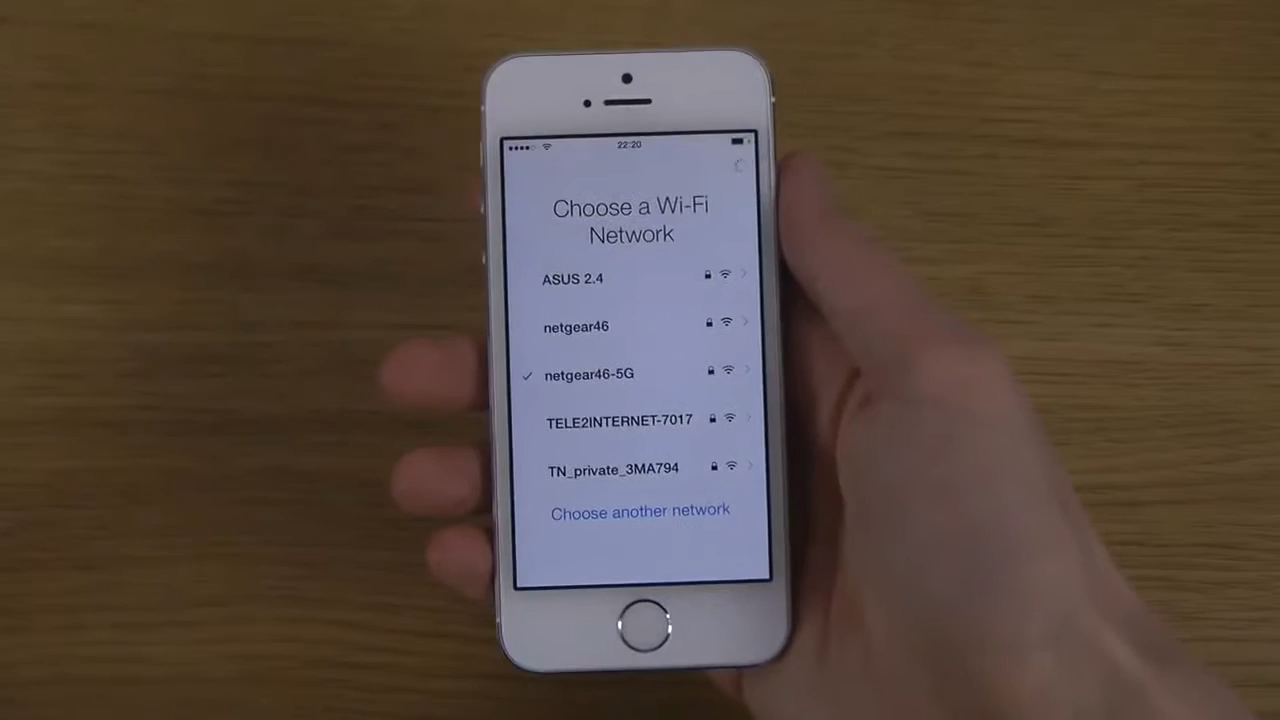 22:20
Choose a Wi-Fi
Network
ASUS 2.4
netgear46
netgear46-5G
TELE2INTERNET-7017
TN_private_3MA794
Choose another network